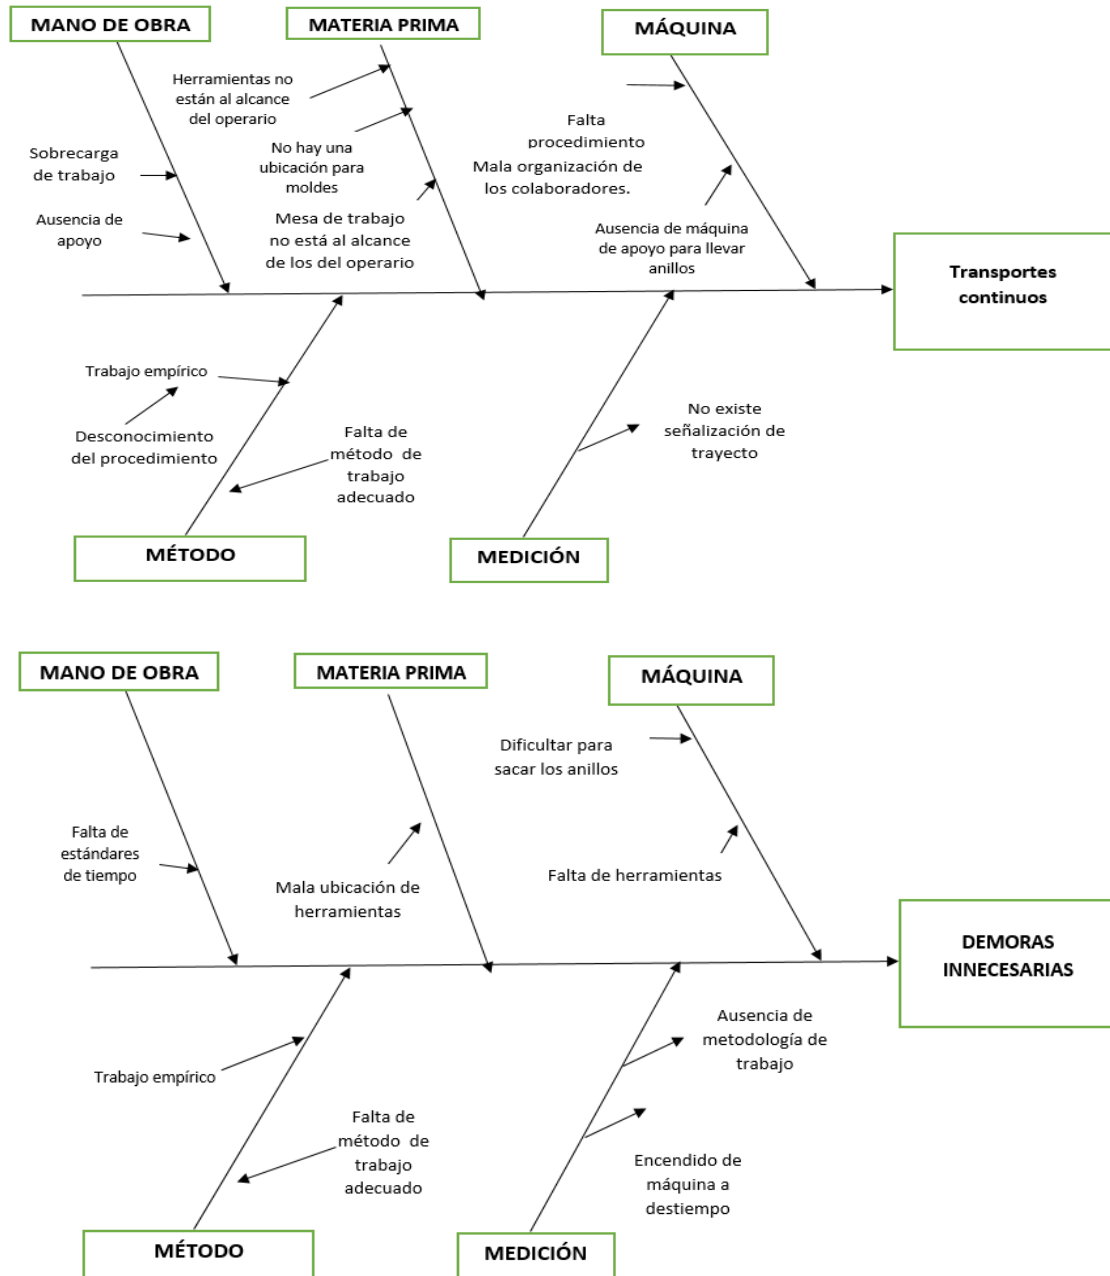 MANO DE OBRA
MATERIA PRIMA
MÁQUINA
Herramientas no
están al alcance
del operario
Falta
procedimiento
Mala organización de
los colaboradores.
No hay una
ubicación para
moldes
Sobrecarga
de trabajo
Ausencia de
apoyo
Mesa de trabajo
no está al alcance
de los del operario
Ausencia de máquina
de apoyo para llevar
anillos
Transportes
continuos
Trabajo empírico
Desconocimiento
del procedimiento
Falta de
método de
trabajo
adecuado
No existe
señalización de
trayecto
MÉTODO
MEDICIÓN
MANO DE OBRA
MATERIA PRIMA
MÁQUINA
Dificultar para
sacar los anillos
Falta de
estándares
de tiempo
Mala ubicación de
herramientas
Falta de herramientas
DEMORAS
INNECESARIAS
Trabajo empírico
Falta de
método de
trabajo
adecuado
Ausencia de
metodología de
trabajo
Encendido de
máquina a
destiempo
MÉTODO
MEDICIÓN